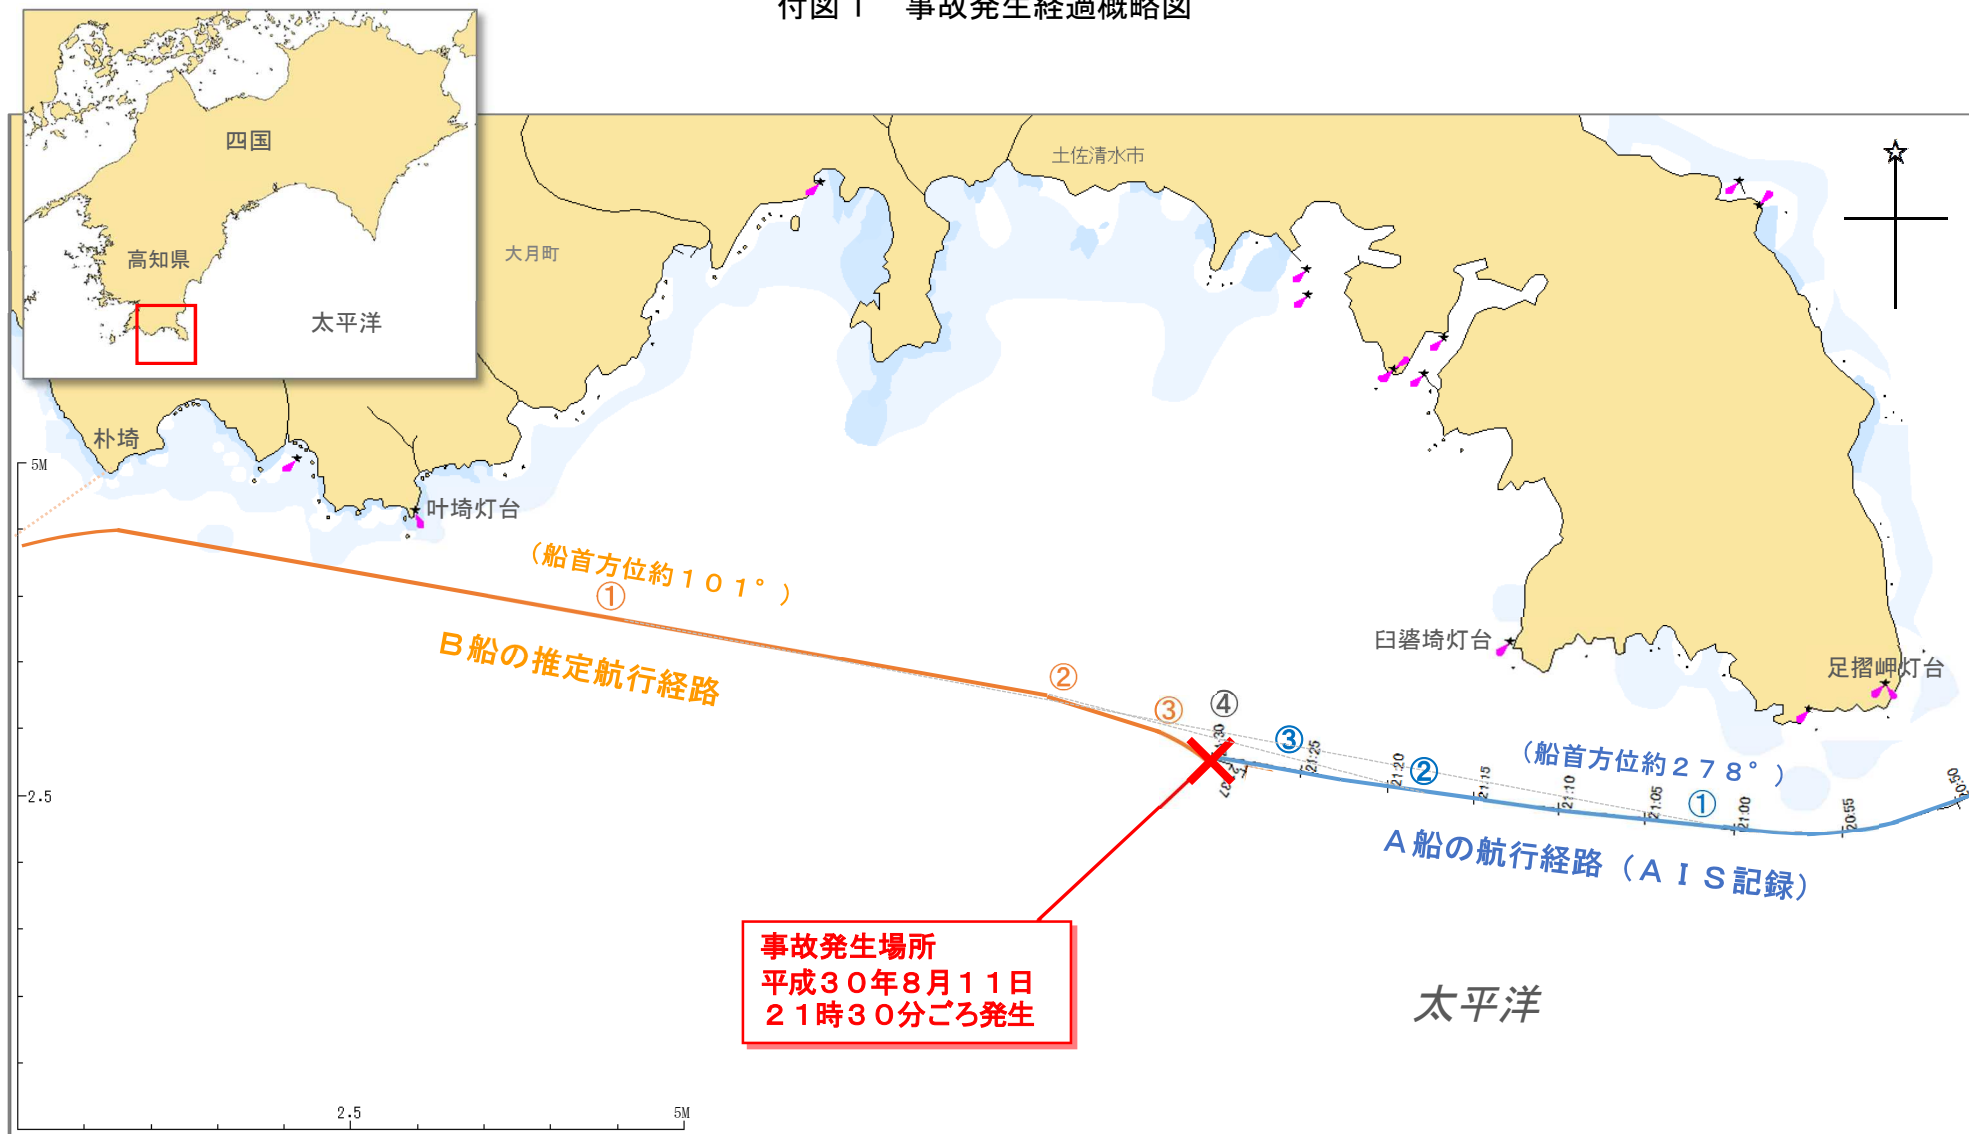 付図1 事故発生経過概略図
四国
高知県
太平洋
土佐清水市
大月町
朴埼
叶埼灯台
臼碆埼灯台
足摺岬灯台
5M
2.5
(船首方位約101°)
①
B船の推定航行経路
②
③
④
③
②
①
(船首方位約278°)
A船の航行経路(AIS記録)
21:25
21:20
21:15
21:10
21:05
21:00
20:55
事故発生場所
平成30年8月11日
21時30分ごろ発生
太平洋
2.5
5M